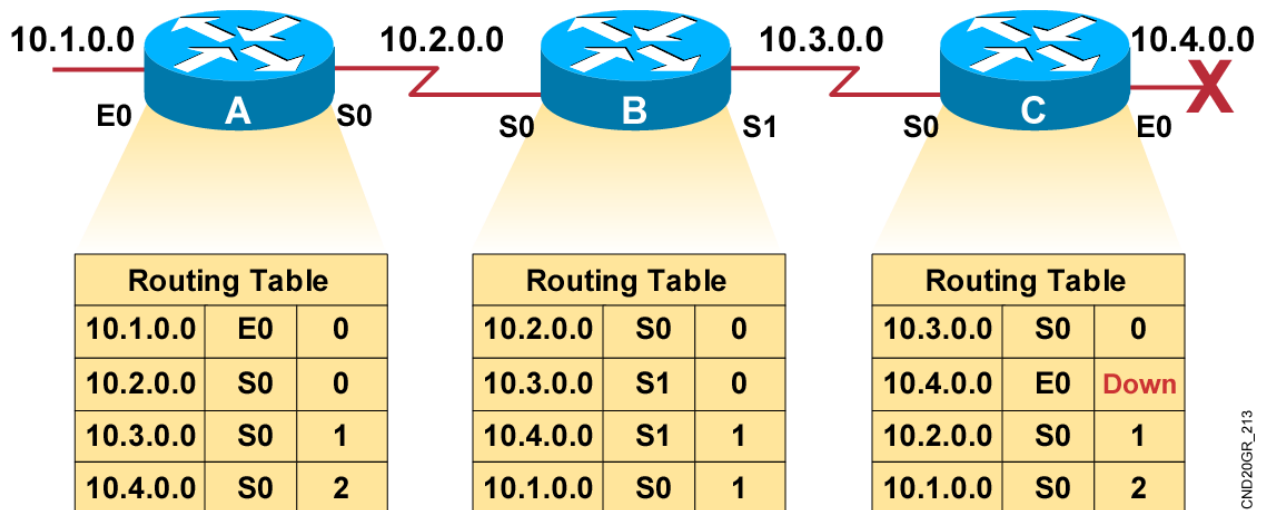 10.1.0.0 10.2.0.0 10.3.0.0 10.4.0.0
X
A B C
E0 S0 S0 S1 S0 E0
Routing Table Routing Table Routing Table
10.1.0.0 E0 0 10.2.0.0 S0 0 10.3.0.0 S0 0
10.2.0.0 S0 0 10.3.0.0 S1 0 10.4.0.0 E0 Down
10.3.0.0 S0 1 10.4.0.0 S1 1 10.2.0.0 S0 1
10.4.0.0 S0 2 10.1.0.0 S0 1 10.1.0.0 S0 2
CND20GR_213